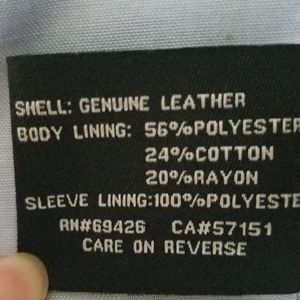 SHELL: GENUINE LEATHER
BODY LINING: 56%POLYESTER
24%COTTON
20%RAYON
SLEEVE LINING:100%POLYESTE
RN#69426 CA#57151
CARE ON REVERSE